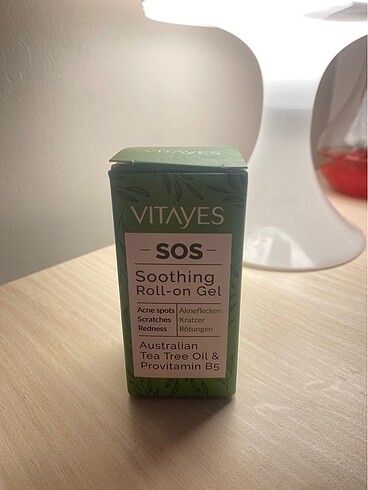 VITAYES
VITAYES
SOS
Soothing
Roll-on Gel
Acne spots Akneflecken
Scratches Kratzer
Redness Rötungen
Australian
Tea Tree Oil &
Provitamin B5